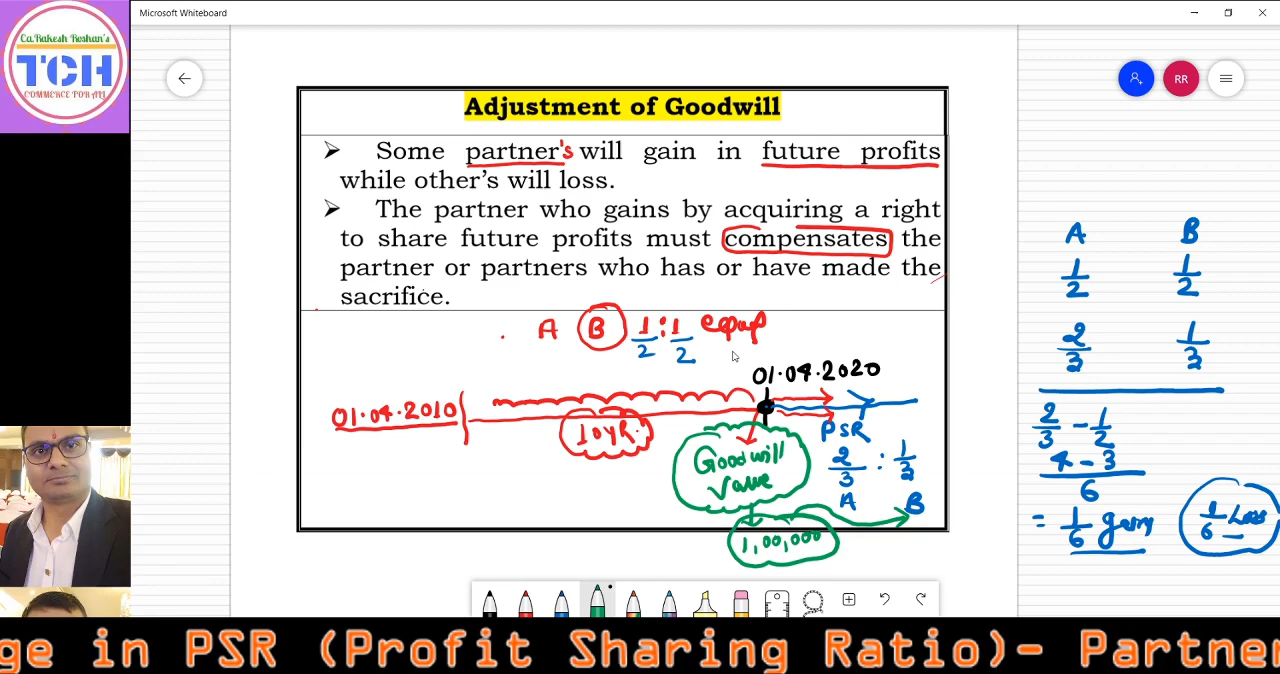 Microsoft Whiteboard
Ca.Rakesh Roshan's
TCH
COMMERCE FOR ALL
RR
Adjustment of Goodwill
➢ Some partner's will gain in future profits
while other's will loss.
➢ The partner who gains by acquiring a right
to share future profits must compensates the
partner or partners who has or have made the
sacrifice.
A B 1/2 : 1/2 equal
01.04.2020
01.04.2010
10YR.
PSR
Goodwill
Value
2/3 : 1/3
A B
1,00,000
A B
1/2 1/2
2/3 1/3
2/3 - 1/2
4 - 3
6
= 1/6 gain 1/6 Loss
ge in PSR (Profit Sharing Ratio)- Partner